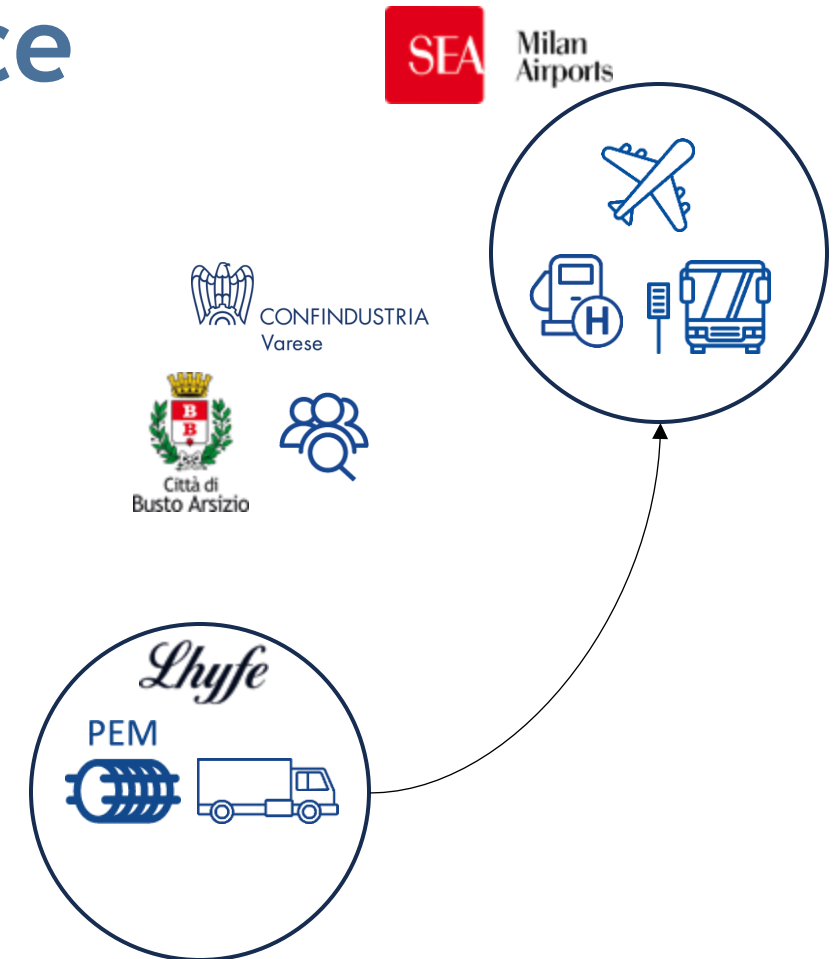 ce
SEA
Milan
Airports
H
CONFINDUSTRIA
Varese
B
B
Città di
Busto Arsizio
Lhyfe
PEM